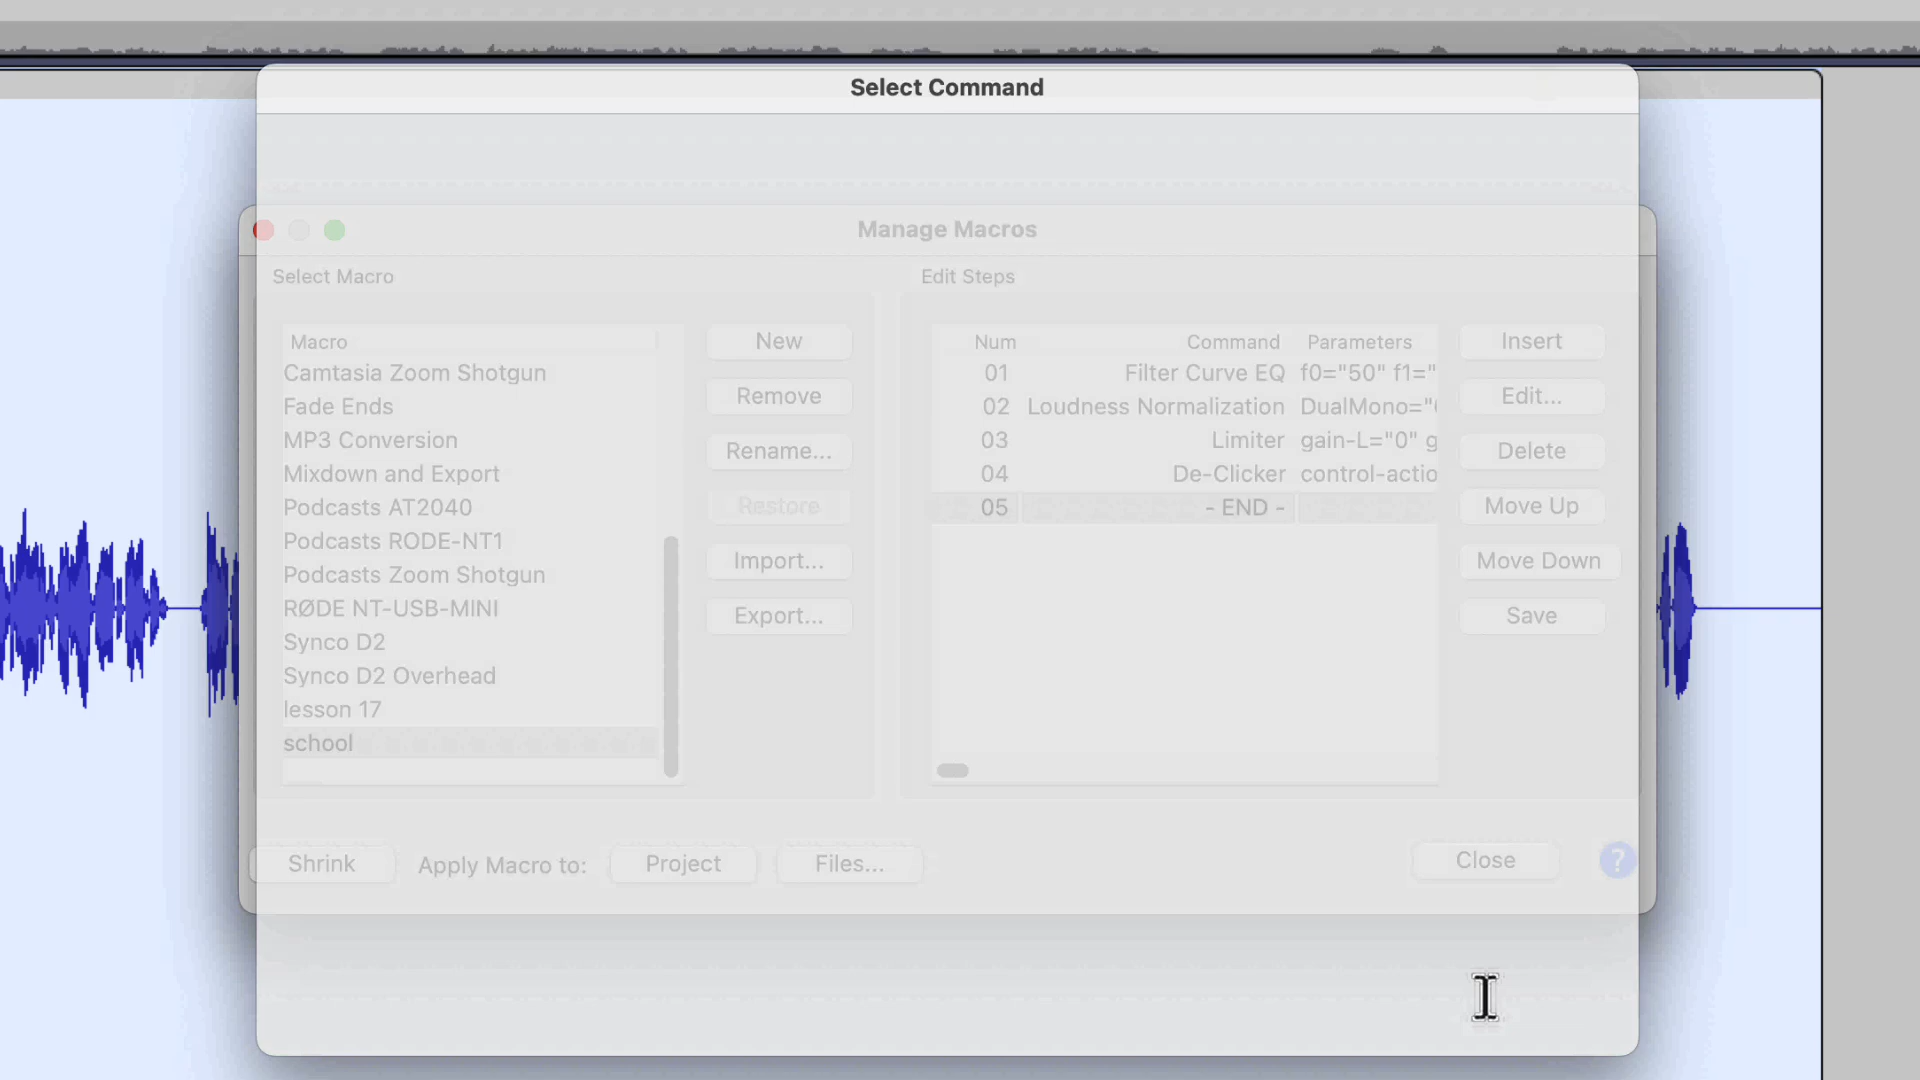 Select Command
Manage Macros
Select Macro
Edit Steps
Macro
Camtasia Zoom Shotgun
Fade Ends
MP3 Conversion
Mixdown and Export
Podcasts AT2040
Podcasts RODE-NT1
Podcasts Zoom Shotgun
RØDE NT-USB-MINI
Synco D2
Synco D2 Overhead
lesson 17
school
New
Remove
Rename...
Restore
Import...
Export...
Num Command Parameters
01 Filter Curve EQ f0="50" f1="
02 Loudness Normalization DualMono="
03 Limiter gain-L="0" g
04 De-Clicker control-actio
05 - END -
Insert
Edit...
Delete
Move Up
Move Down
Save
Shrink Apply Macro to: Project Files... Close ?